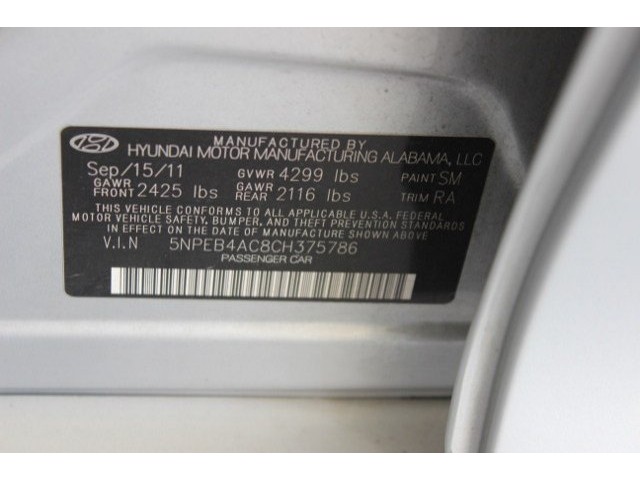 MANUFACTURED BY
HYUNDAI MOTOR MANUFACTURING ALABAMA, LLC
Sep/15/11 GVWR 4299 lbs PAINT SM
GAWR FRONT 2425 lbs GAWR REAR 2116 lbs TRIM RA
THIS VEHICLE CONFORMS TO ALL APPLICABLE U.S.A. FEDERAL
MOTOR VEHICLE SAFETY, BUMPER, AND THEFT PREVENTION STANDARDS
IN EFFECT ON THE DATE OF MANUFACTURE SHOWN ABOVE.
V.I.N 5NPEB4AC8CH375786
PASSENGER CAR